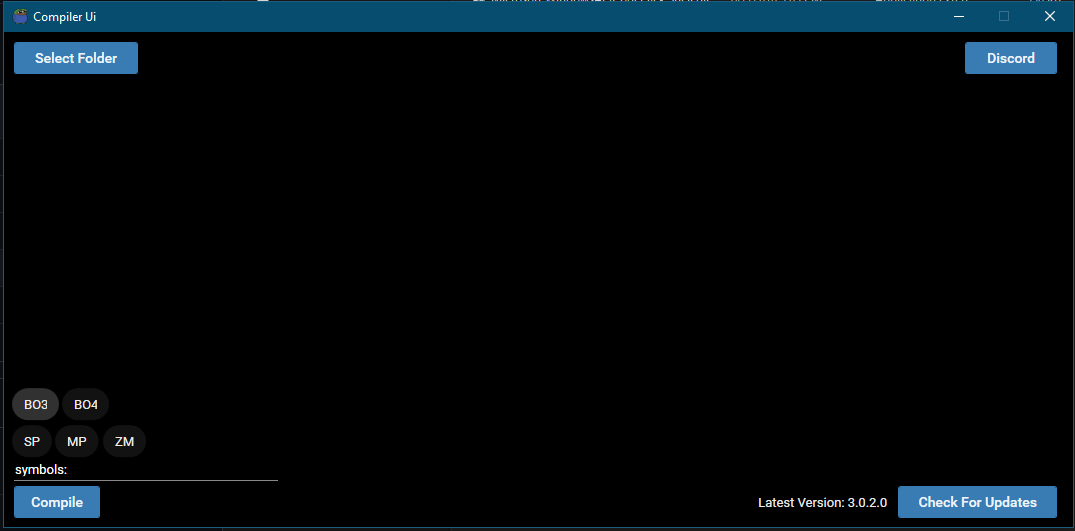 Compiler Ui
Select Folder
Discord
BO3 BO4
SP MP ZM
symbols:
Compile
Latest Version: 3.0.2.0
Check For Updates